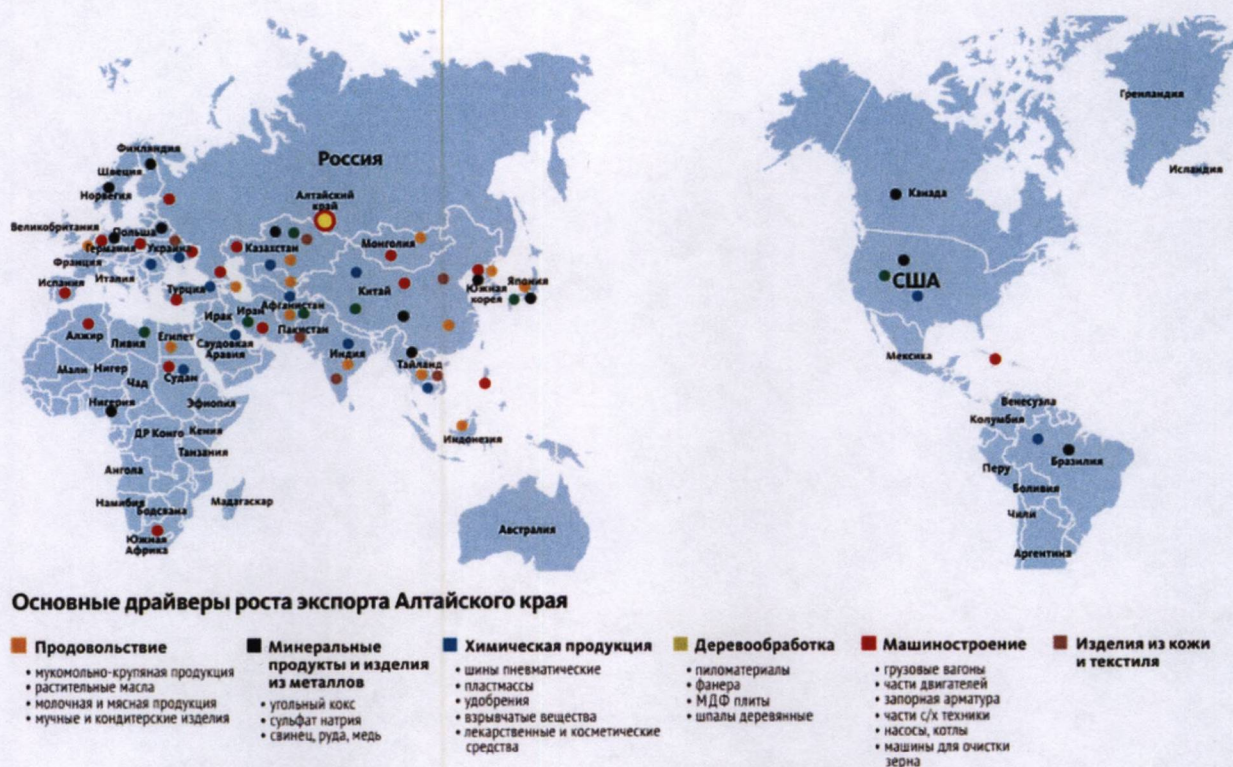 Гренландия
Исландия
Финляндия
Швеция
Норвегия
Россия
Алтайский
край
Канада
Великобритания
Польша
Германия
Украина
Казахстан
Монголия
Франция
США
Испания
Италия
Турция
Китай
Южная
корея
Япония
Афганистан
Ирак
Иран
Пакистан
Алжир
Ливия
Египет
Саудовская
Аравия
Индия
Тайланд
Мексика
Мали
Нигер
Чад
Судан
Нигерия
Эфиопия
Венесуэла
Колумбия
ДР Конго
Кения
Индонезия
Танзания
Бразилия
Перу
Ангола
Боливия
Намибия
Бодсвана
Мадагаскар
Чили
Австралия
Южная
Африка
Аргентина
Основные драйверы роста экспорта Алтайского края
Продовольствие
• мукомольно-крупяная продукция
• растительные масла
• молочная и мясная продукция
• мучные и кондитерские изделия
Минеральные
продукты и изделия
из металлов
• угольный кокс
• сульфат натрия
• свинец, руда, медь
Химическая продукция
• шины пневматические
• пластмассы
• удобрения
• взрывчатые вещества
• лекарственные и косметические
средства
Деревообработка
• пиломатериалы
• фанера
• МДФ плиты
• шпалы деревянные
Машиностроение
• грузовые вагоны
• части двигателей
• запорная арматура
• части с/х техники
• насосы, котлы
• машины для очистки
зерна
Изделия из кожи
и текстиля